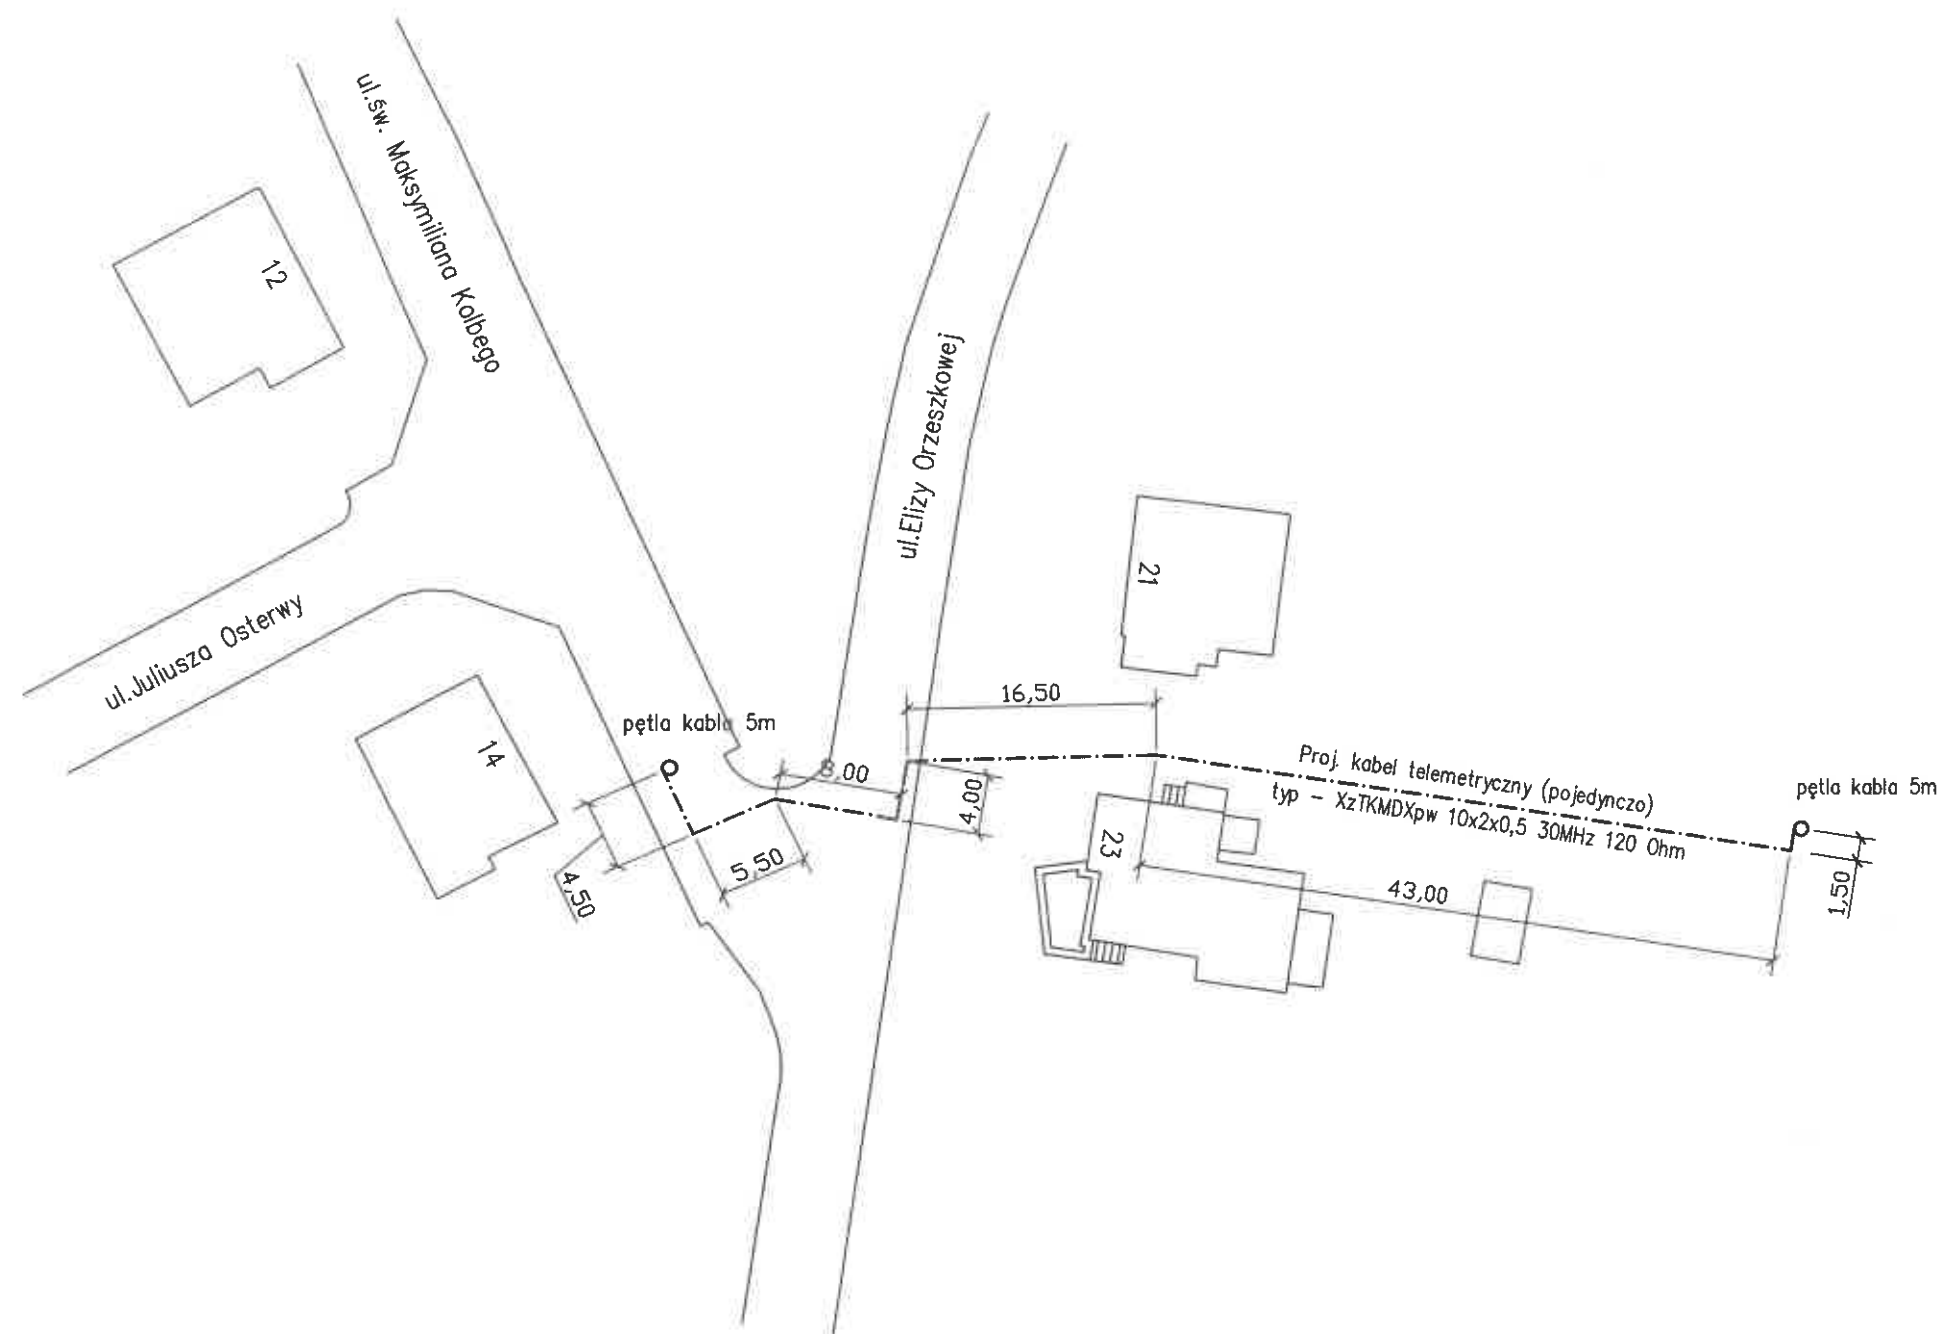 ul.św. Maksymiliana Kolbego
12
ul.Elizy Orzeszkowej
21
ul.Juliusza Osterwy
14
pętla kabla 5m
16,50
8,00
4,00
5,50
4,50
Proj. kabel telemetryczny (pojedynczo)
typ - XzTKMDXpw 10x2x0,5 30MHz 120 Ohm
pętla kabla 5m
23
43,00
1,50